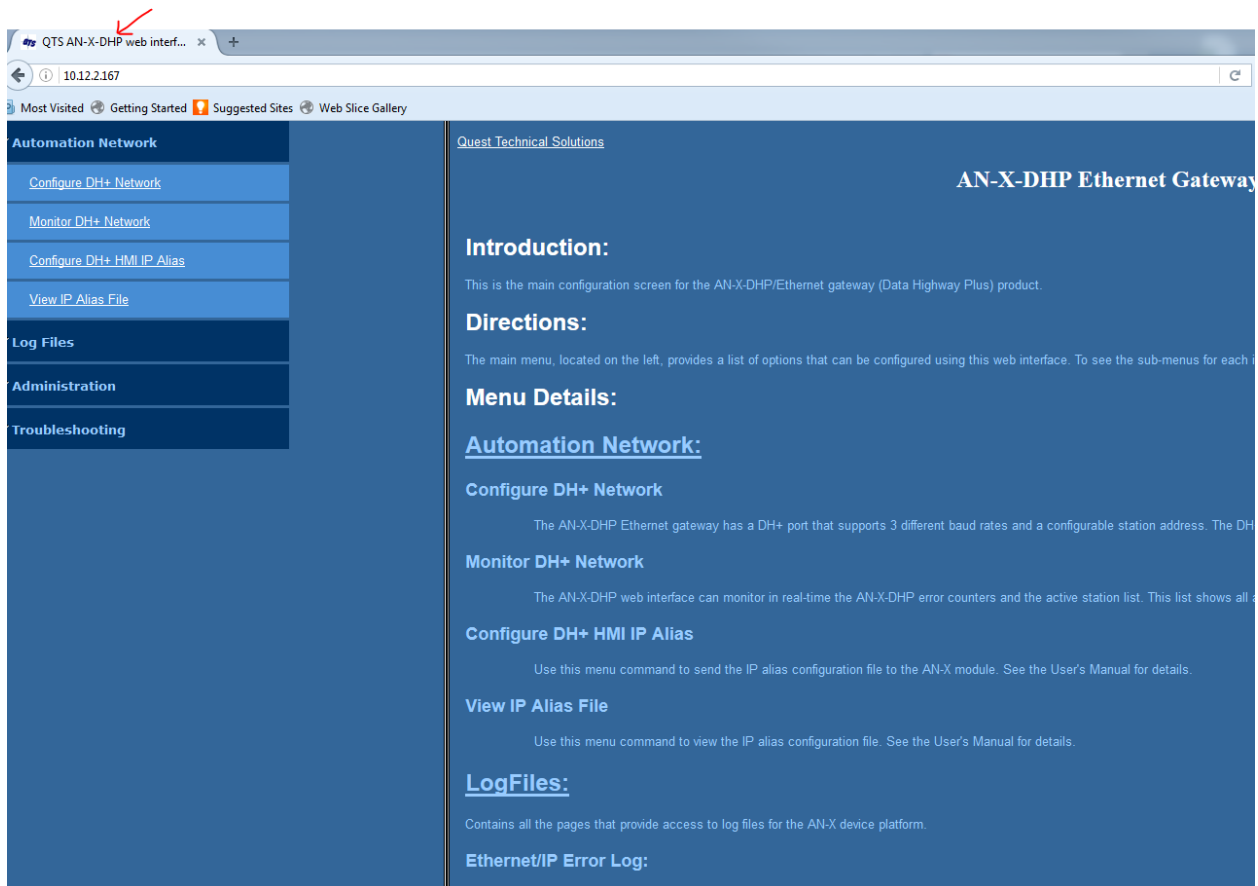 QTS AN-X-DHP web interf...
10.12.2.167
Most Visited Getting Started Suggested Sites Web Slice Gallery
Automation Network
Configure DH+ Network
Monitor DH+ Network
Configure DH+ HMI IP Alias
View IP Alias File
Log Files
Administration
Troubleshooting
Quest Technical Solutions
AN-X-DHP Ethernet Gateway
Introduction:
This is the main configuration screen for the AN-X-DHP/Ethernet gateway (Data Highway Plus) product.
Directions:
The main menu, located on the left, provides a list of options that can be configured using this web interface. To see the sub-menus for each
Menu Details:
Automation Network:
Configure DH+ Network
The AN-X-DHP Ethernet gateway has a DH+ port that supports 3 different baud rates and a configurable station address. The DH
Monitor DH+ Network
The AN-X-DHP web interface can monitor in real-time the AN-X-DHP error counters and the active station list. This list shows all
Configure DH+ HMI IP Alias
Use this menu command to send the IP alias configuration file to the AN-X module. See the User's Manual for details.
View IP Alias File
Use this menu command to view the IP alias configuration file. See the User's Manual for details.
LogFiles:
Contains all the pages that provide access to log files for the AN-X device platform.
Ethernet/IP Error Log: